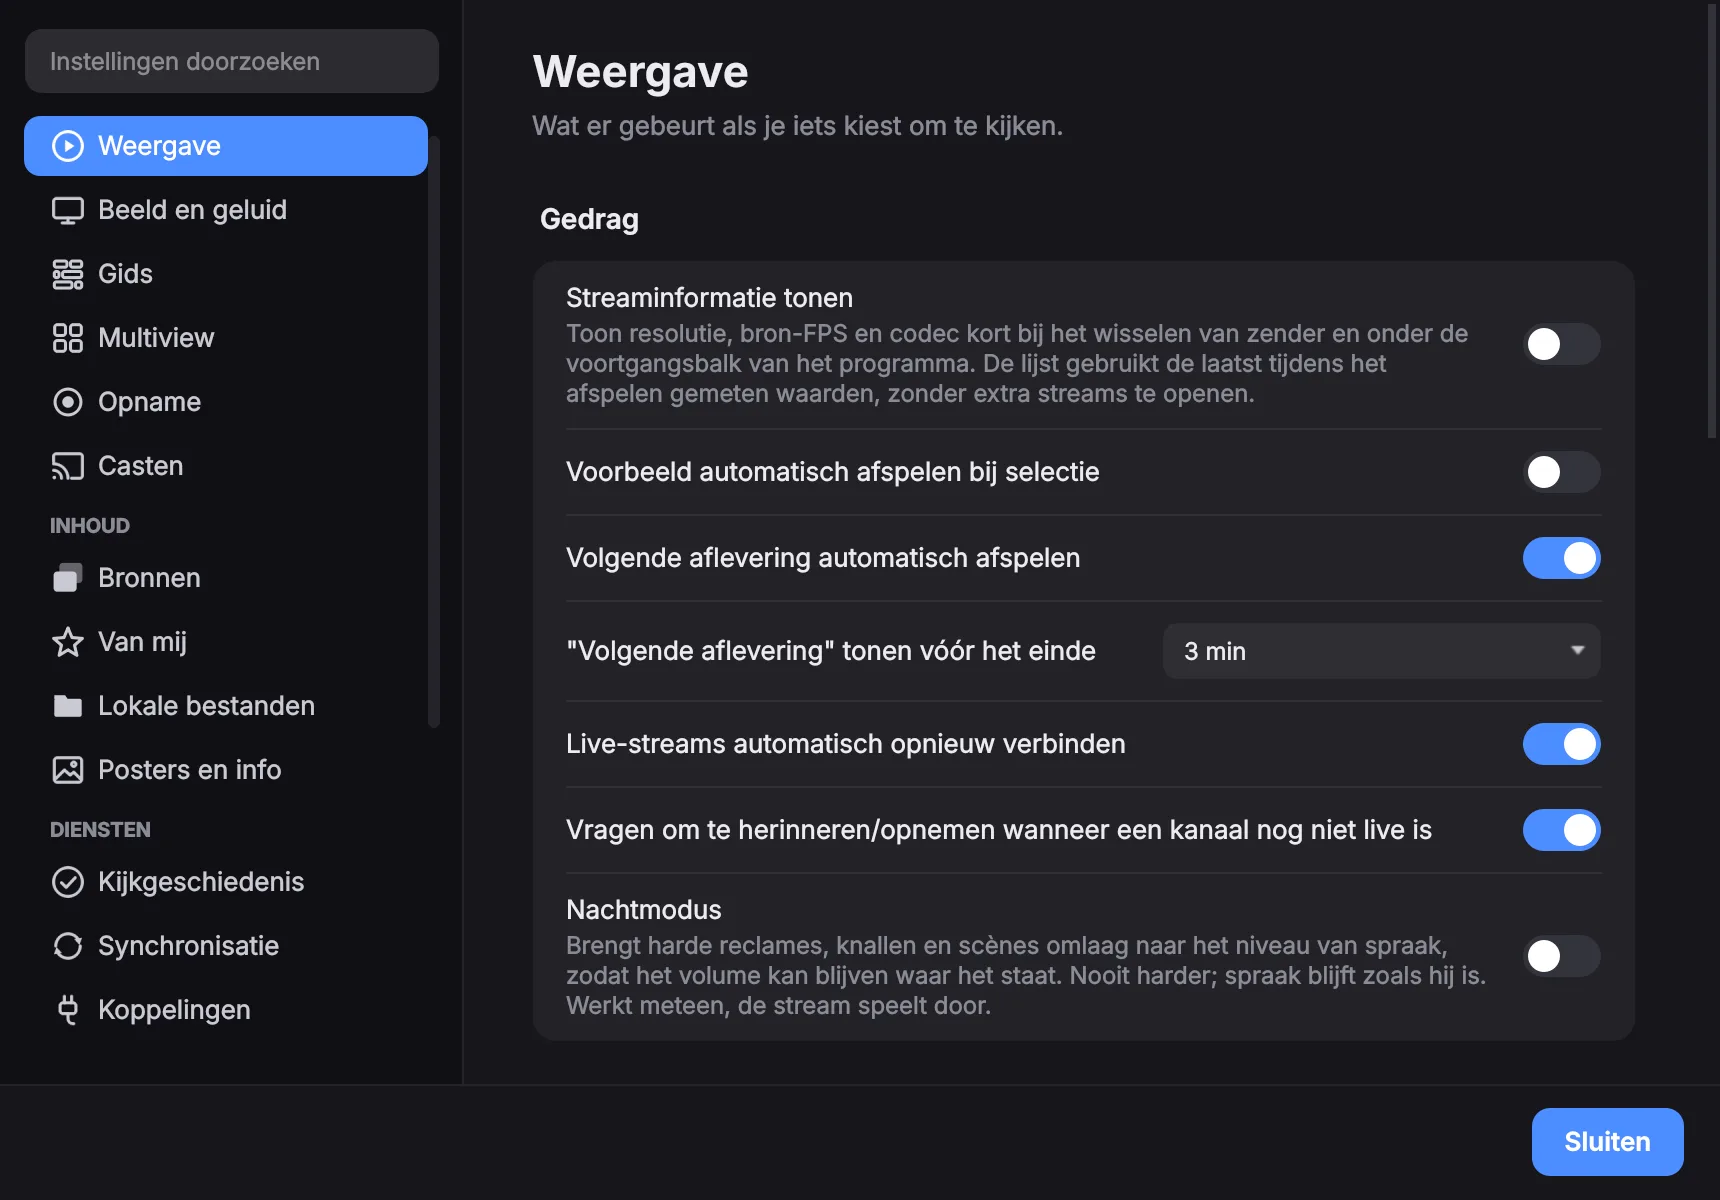 Instellingen doorzoeken
Weergave
Beeld en geluid
Gids
Multiview
Opname
Casten
INHOUD
Bronnen
Van mij
Lokale bestanden
Posters en info
DIENSTEN
Kijkgeschiedenis
Synchronisatie
Koppelingen
Weergave
Wat er gebeurt als je iets kiest om te kijken.
Gedrag
Streaminformatie tonen
Toon resolutie, bron-FPS en codec kort bij het wisselen van zender en onder de
voortgangsbalk van het programma. De lijst gebruikt de laatst tijdens het
afspelen gemeten waarden, zonder extra streams te openen.
Voorbeeld automatisch afspelen bij selectie
Volgende aflevering automatisch afspelen
"Volgende aflevering" tonen vóór het einde
3 min
Live-streams automatisch opnieuw verbinden
Vragen om te herinneren/opnemen wanneer een kanaal nog niet live is
Nachtmodus
Brengt harde reclames, knallen en scènes omlaag naar het niveau van spraak,
zodat het volume kan blijven waar het staat. Nooit harder; spraak blijft zoals hij is.
Werkt meteen, de stream speelt door.
Sluiten